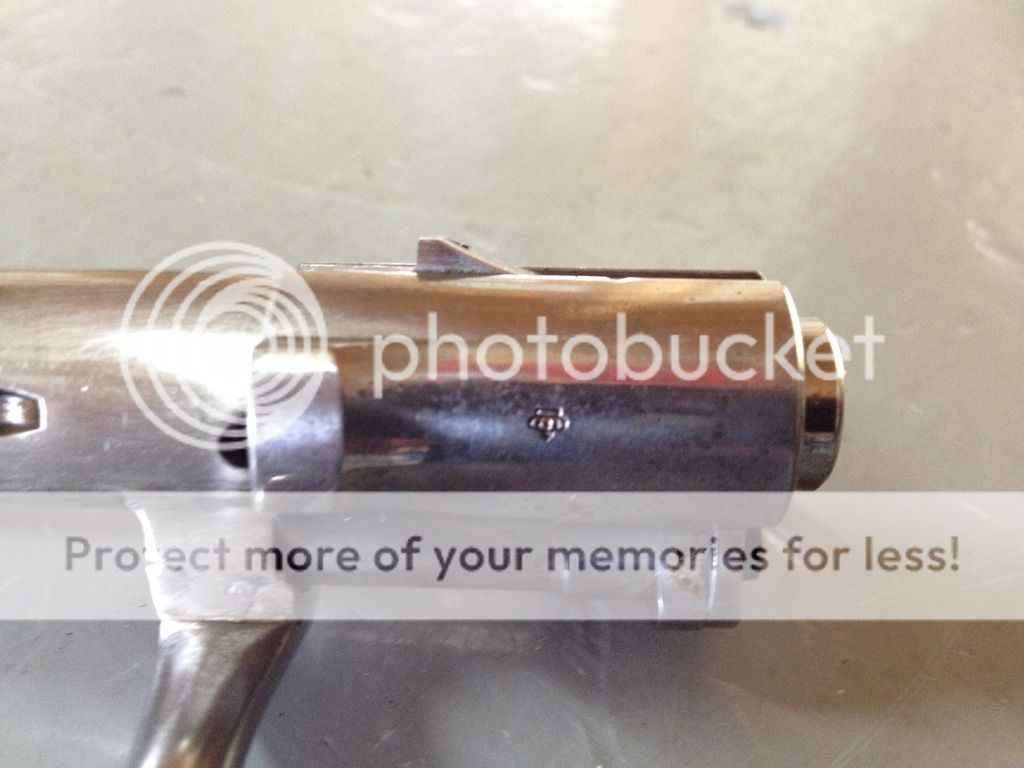 photobucket
Protect more of your memories for less!